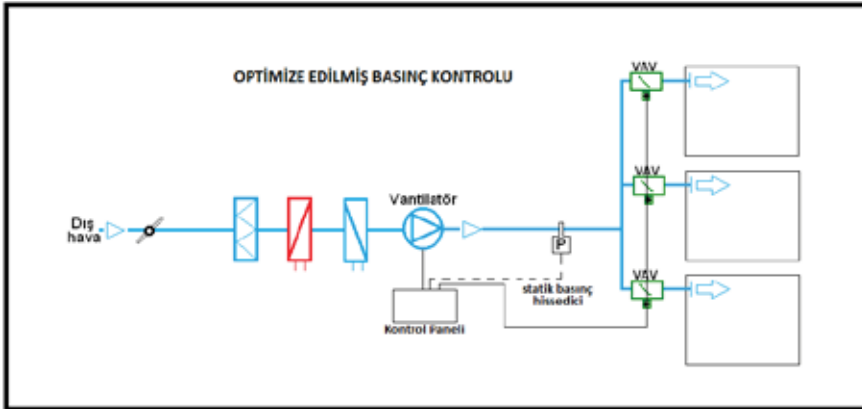 OPTİMİZE EDİLMİŞ BASINÇ KONTROLU
VAV
VAV
VAV
Dış
hava
Vantilatör
P
statik basınç
hissedici
Kontrol Paneli